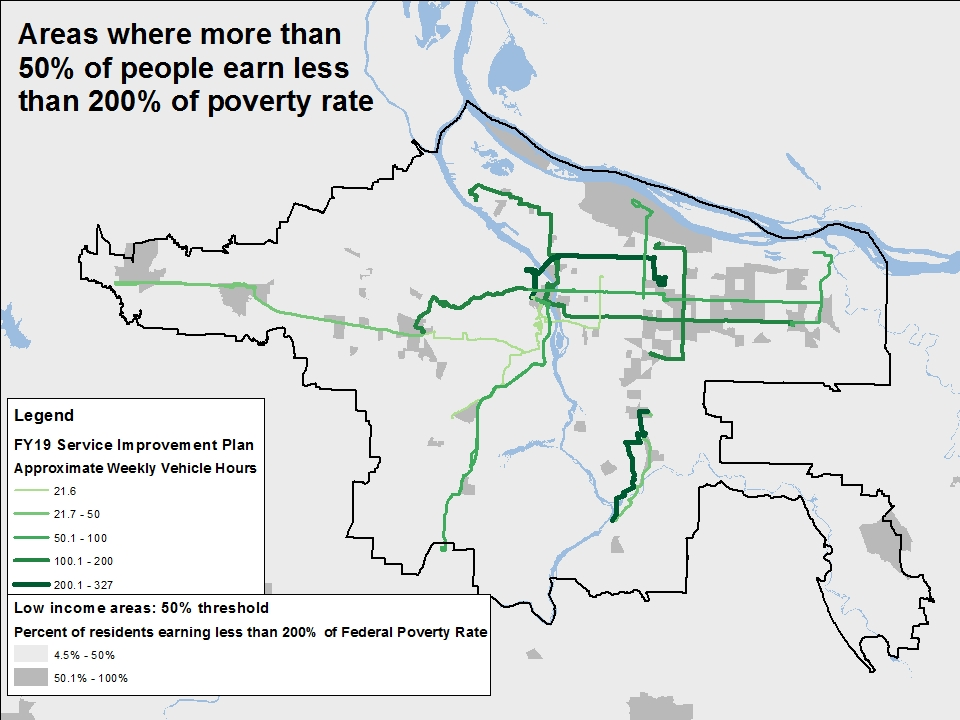 Areas where more than
50% of people earn less
than 200% of poverty rate
Legend
FY19 Service Improvement Plan
Approximate Weekly Vehicle Hours
21.6
21.7 - 50
50.1 - 100
100.1 - 200
200.1 - 327
Low income areas: 50% threshold
Percent of residents earning less than 200% of Federal Poverty Rate
4.5% - 50%
50.1% - 100%